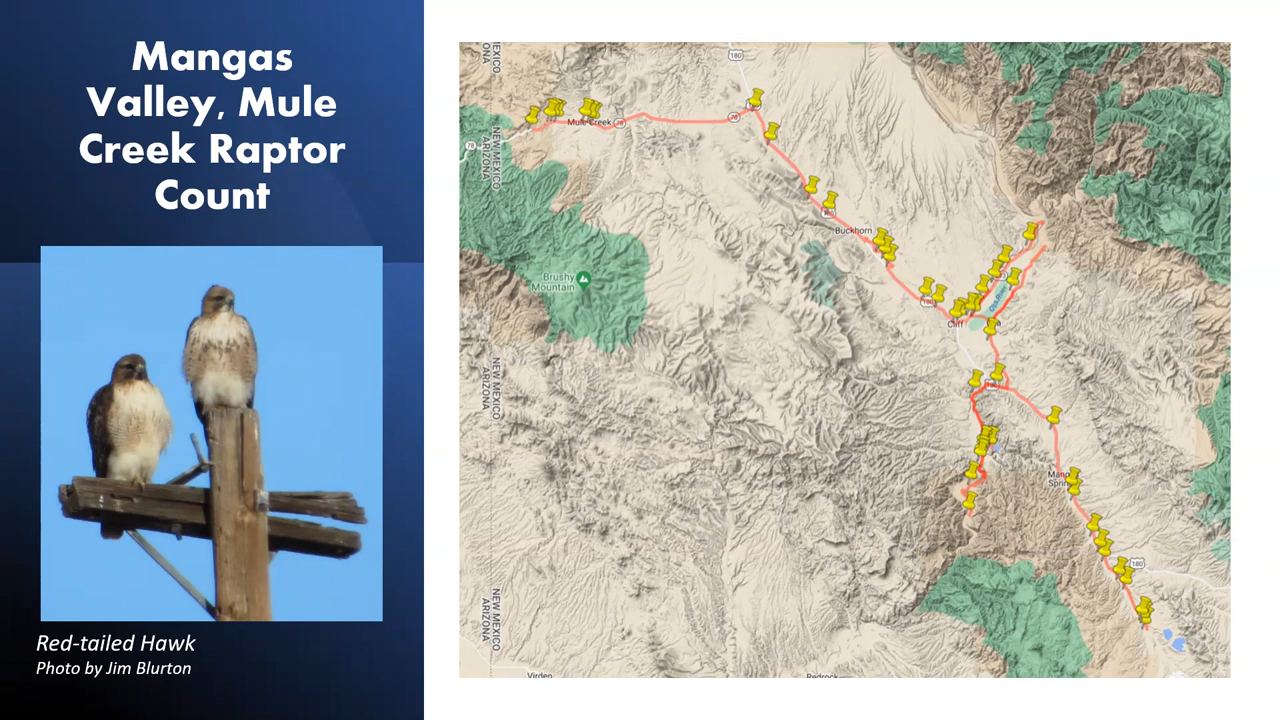 Mangas
Valley, Mule
Creek Raptor
Count
Red-tailed Hawk
Photo by Jim Blurton
NEW MEXICO
ARIZONA
NEW MEXICO
ARIZONA
NEW MEXICO
ARIZONA
180
78
Mule Creek
78
78
Buckhorn
Brushy
Mountain
Cliff
180
Virden